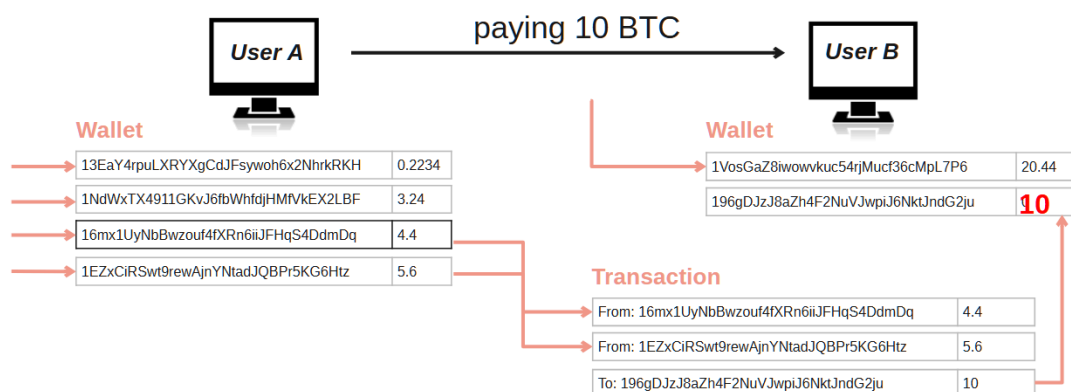 paying 10 BTC
User A
User B
Wallet
13EaY4rpuLXRYXgCdJFsywoh6x2NhrkRKH 0.2234
1NdWxTX4911GKvJ6fbWhfdjHMfVkEX2LBF 3.24
16mx1UyNbBwzouf4fXRn6iiJFHqS4DdmDq 4.4
1EZxCiRSwt9rewAjnYNtadJQBPr5KG6Htz 5.6
Wallet
1VosGaZ8iwowvkuc54rjMucf36cMpL7P6 20.44
196gDJzJ8aZh4F2NuVJwpiJ6NktJndG2ju 10
Transaction
From: 16mx1UyNbBwzouf4fXRn6iiJFHqS4DdmDq 4.4
From: 1EZxCiRSwt9rewAjnYNtadJQBPr5KG6Htz 5.6
To: 196gDJzJ8aZh4F2NuVJwpiJ6NktJndG2ju 10